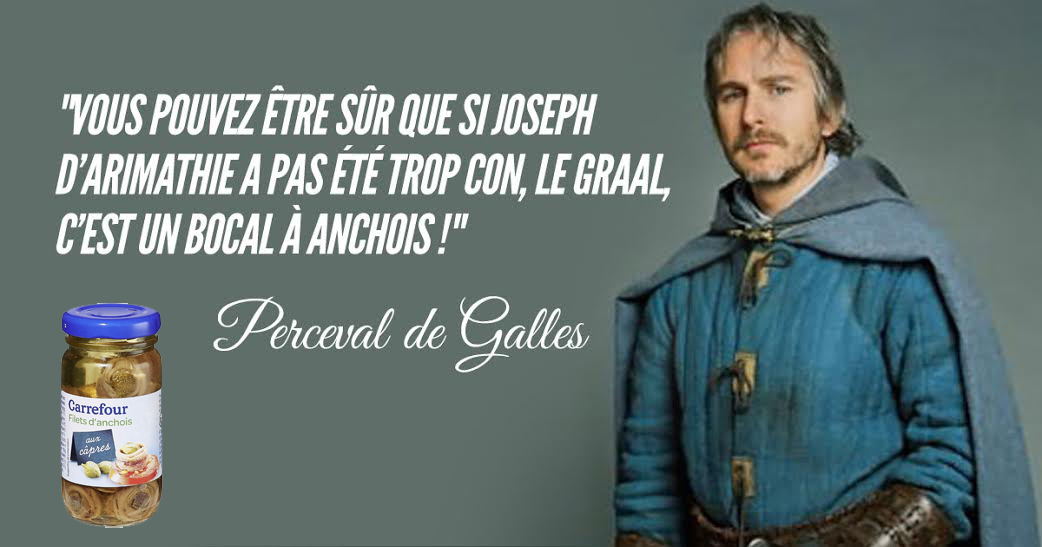 "VOUS POUVEZ ÊTRE SÛR QUE SI JOSEPH
D'ARIMATHIE A PAS ÉTÉ TROP CON, LE GRAAL,
C'EST UN BOCAL À ANCHOIS !"
Perceval de Galles
Carrefour
Filets d'anchois
aux
câpres